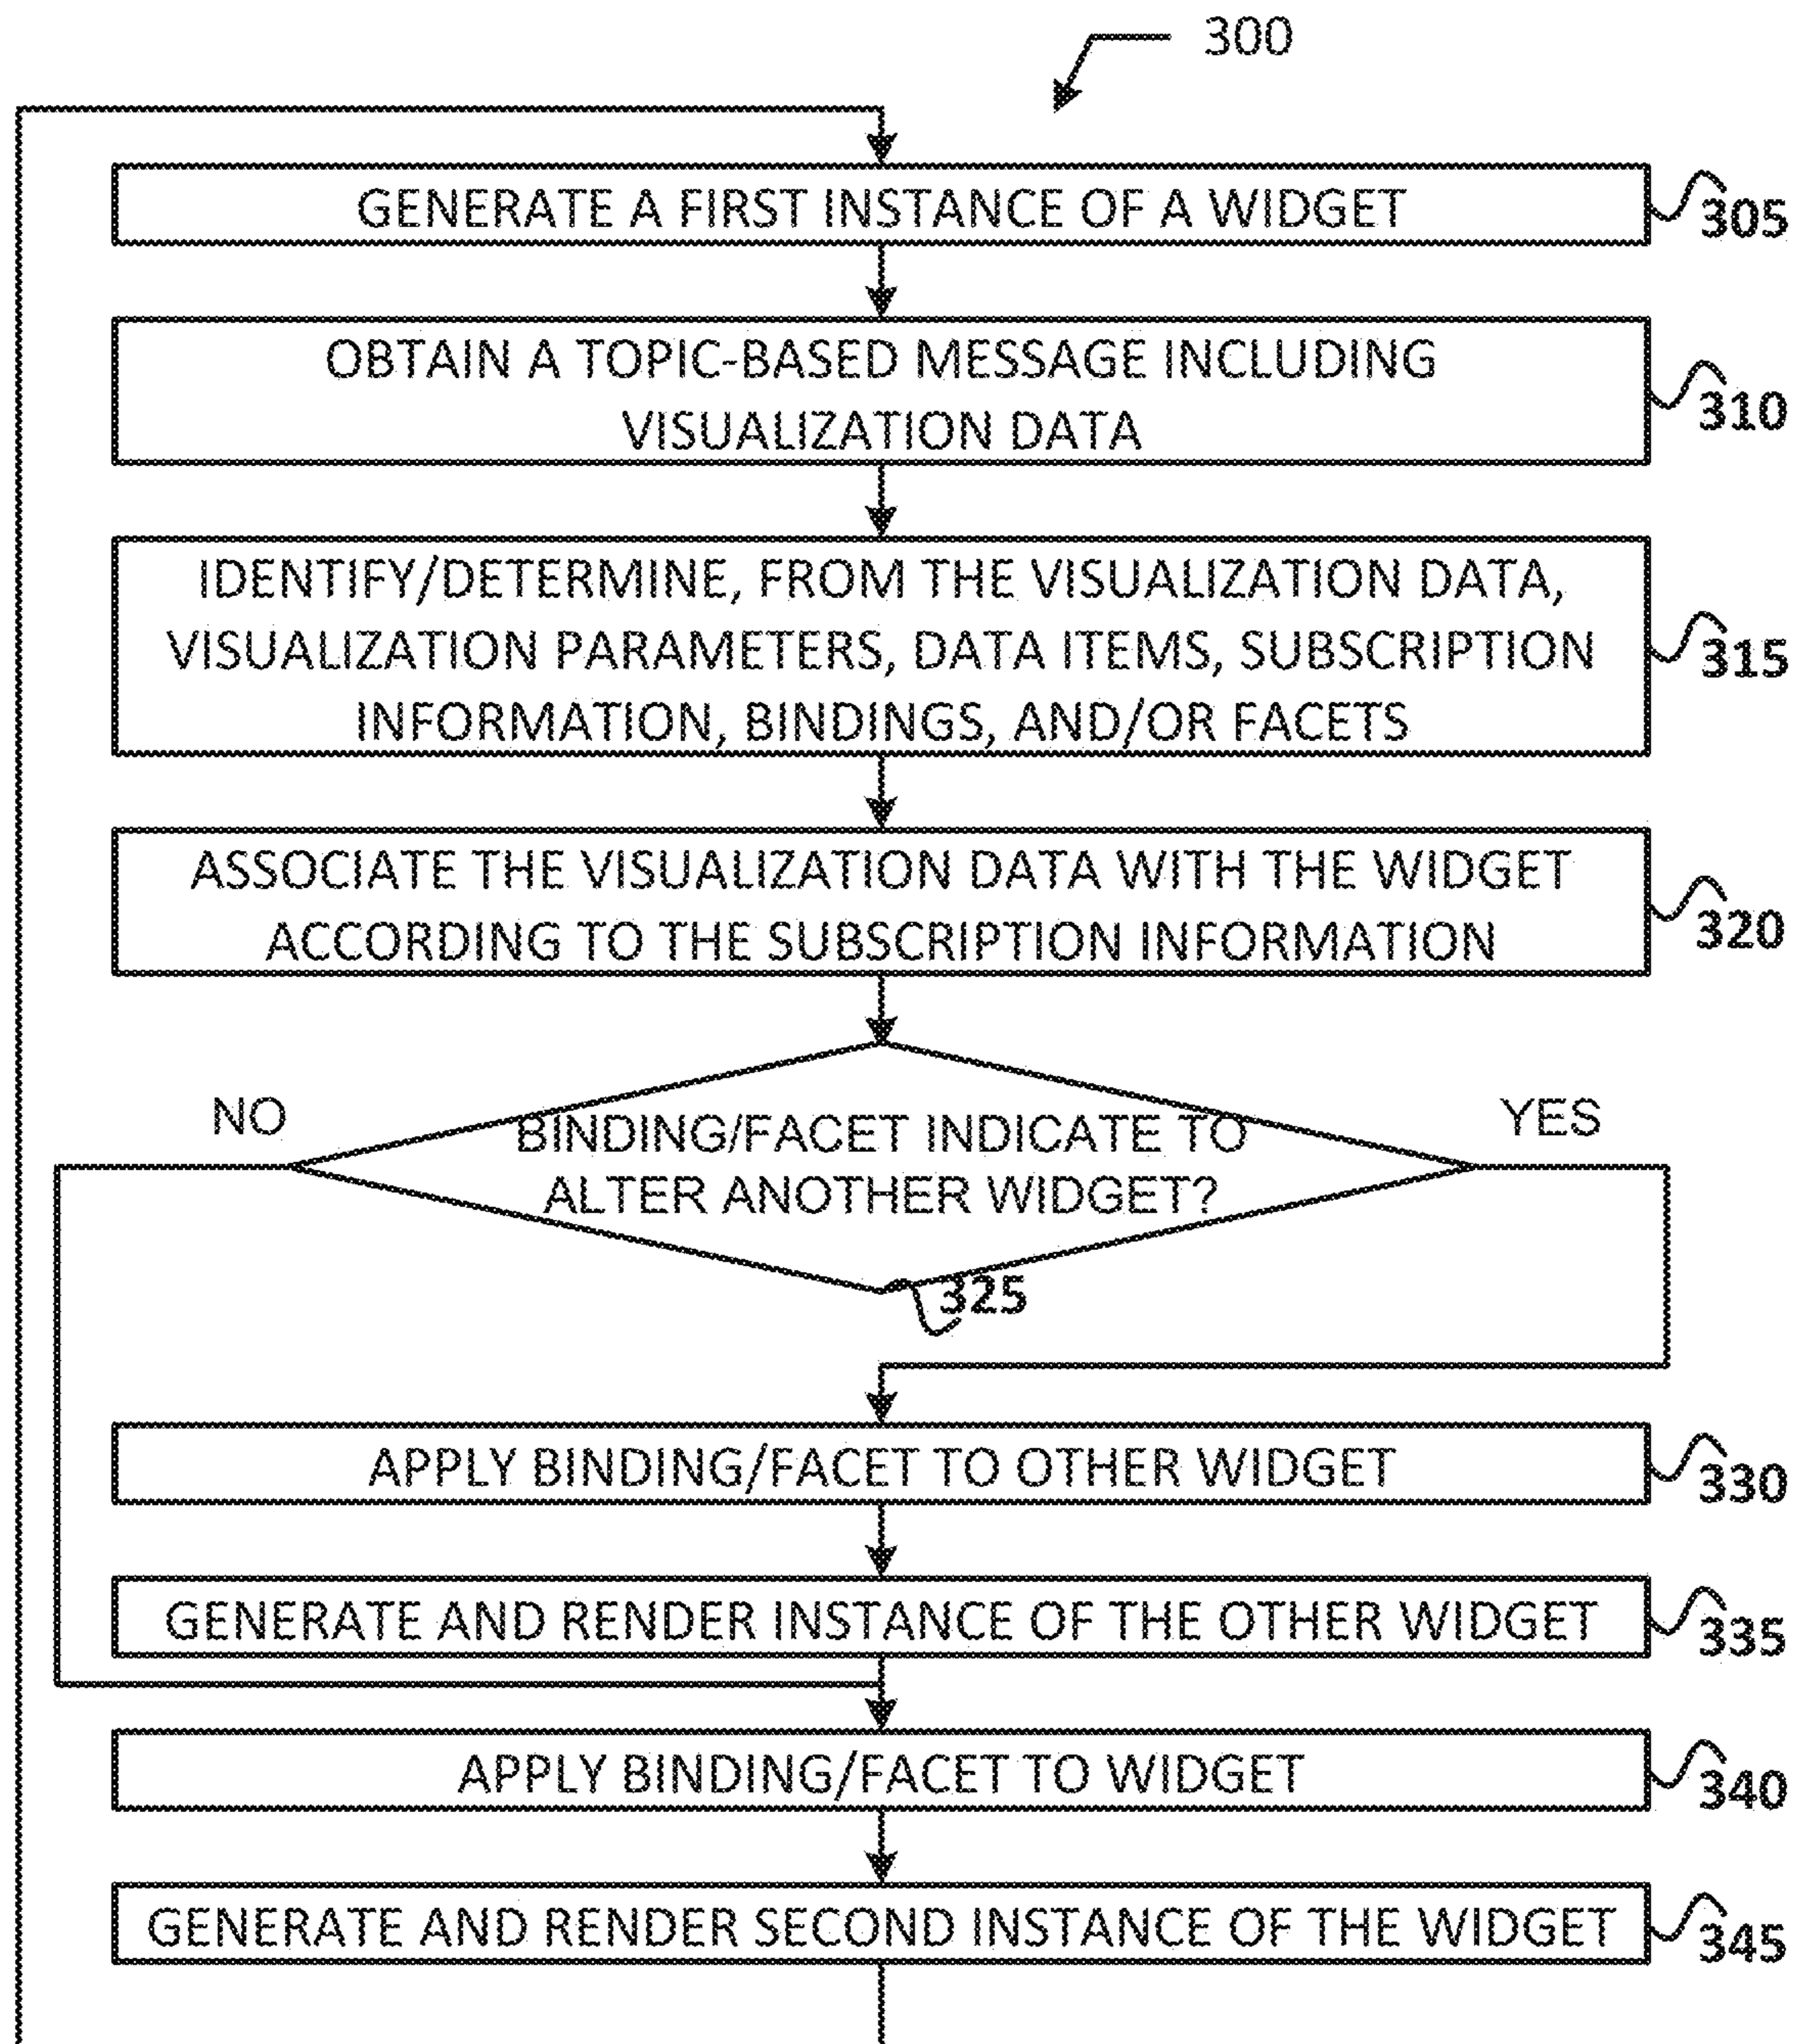 300
GENERATE A FIRST INSTANCE OF A WIDGET
305
OBTAIN A TOPIC-BASED MESSAGE INCLUDING
VISUALIZATION DATA
310
IDENTIFY/DETERMINE, FROM THE VISUALIZATION DATA,
VISUALIZATION PARAMETERS, DATA ITEMS, SUBSCRIPTION
INFORMATION, BINDINGS, AND/OR FACETS
315
ASSOCIATE THE VISUALIZATION DATA WITH THE WIDGET
ACCORDING TO THE SUBSCRIPTION INFORMATION
320
NO
BINDING/FACET INDICATE TO
ALTER ANOTHER WIDGET?
YES
325
APPLY BINDING/FACET TO OTHER WIDGET
330
GENERATE AND RENDER INSTANCE OF THE OTHER WIDGET
335
APPLY BINDING/FACET TO WIDGET
340
GENERATE AND RENDER SECOND INSTANCE OF THE WIDGET
345